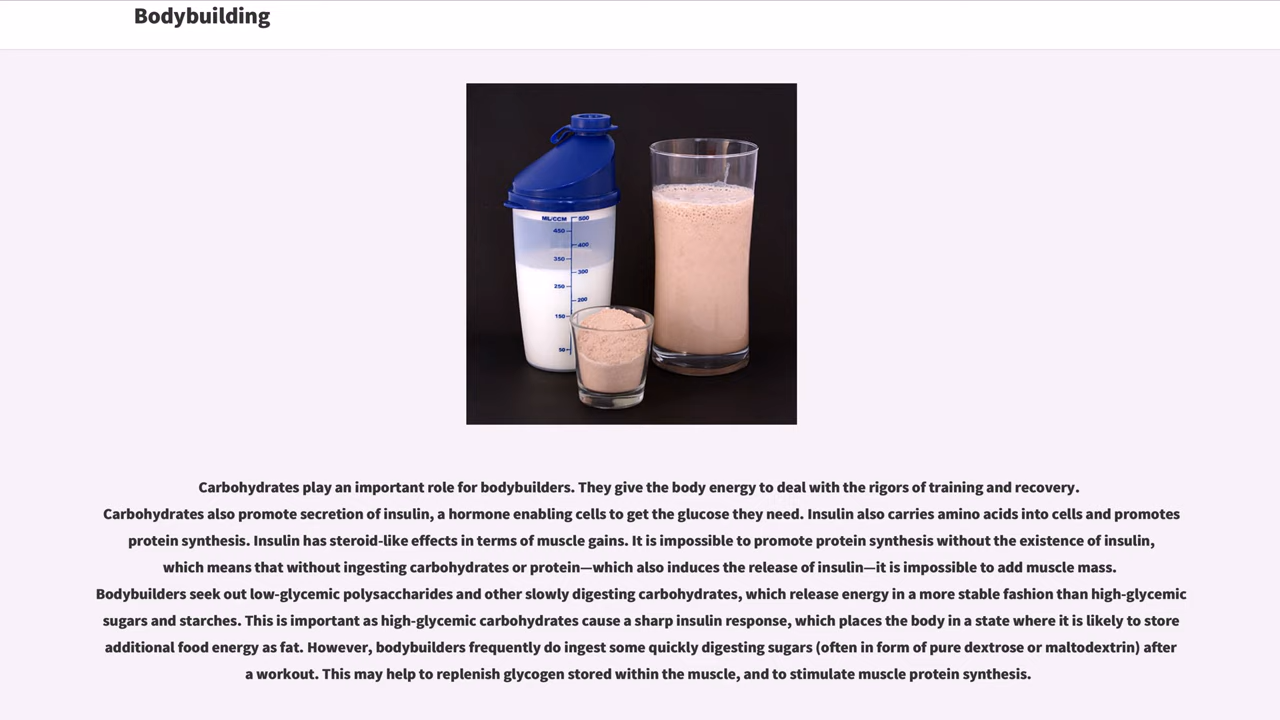 Bodybuilding
ML/CCM 500
450
400
350
300
250
200
150
50
Carbohydrates play an important role for bodybuilders. They give the body energy to deal with the rigors of training and recovery.
Carbohydrates also promote secretion of insulin, a hormone enabling cells to get the glucose they need. Insulin also carries amino acids into cells and promotes
protein synthesis. Insulin has steroid-like effects in terms of muscle gains. It is impossible to promote protein synthesis without the existence of insulin,
which means that without ingesting carbohydrates or protein—which also induces the release of insulin—it is impossible to add muscle mass.
Bodybuilders seek out low-glycemic polysaccharides and other slowly digesting carbohydrates, which release energy in a more stable fashion than high-glycemic
sugars and starches. This is important as high-glycemic carbohydrates cause a sharp insulin response, which places the body in a state where it is likely to store
additional food energy as fat. However, bodybuilders frequently do ingest some quickly digesting sugars (often in form of pure dextrose or maltodextrin) after
a workout. This may help to replenish glycogen stored within the muscle, and to stimulate muscle protein synthesis.